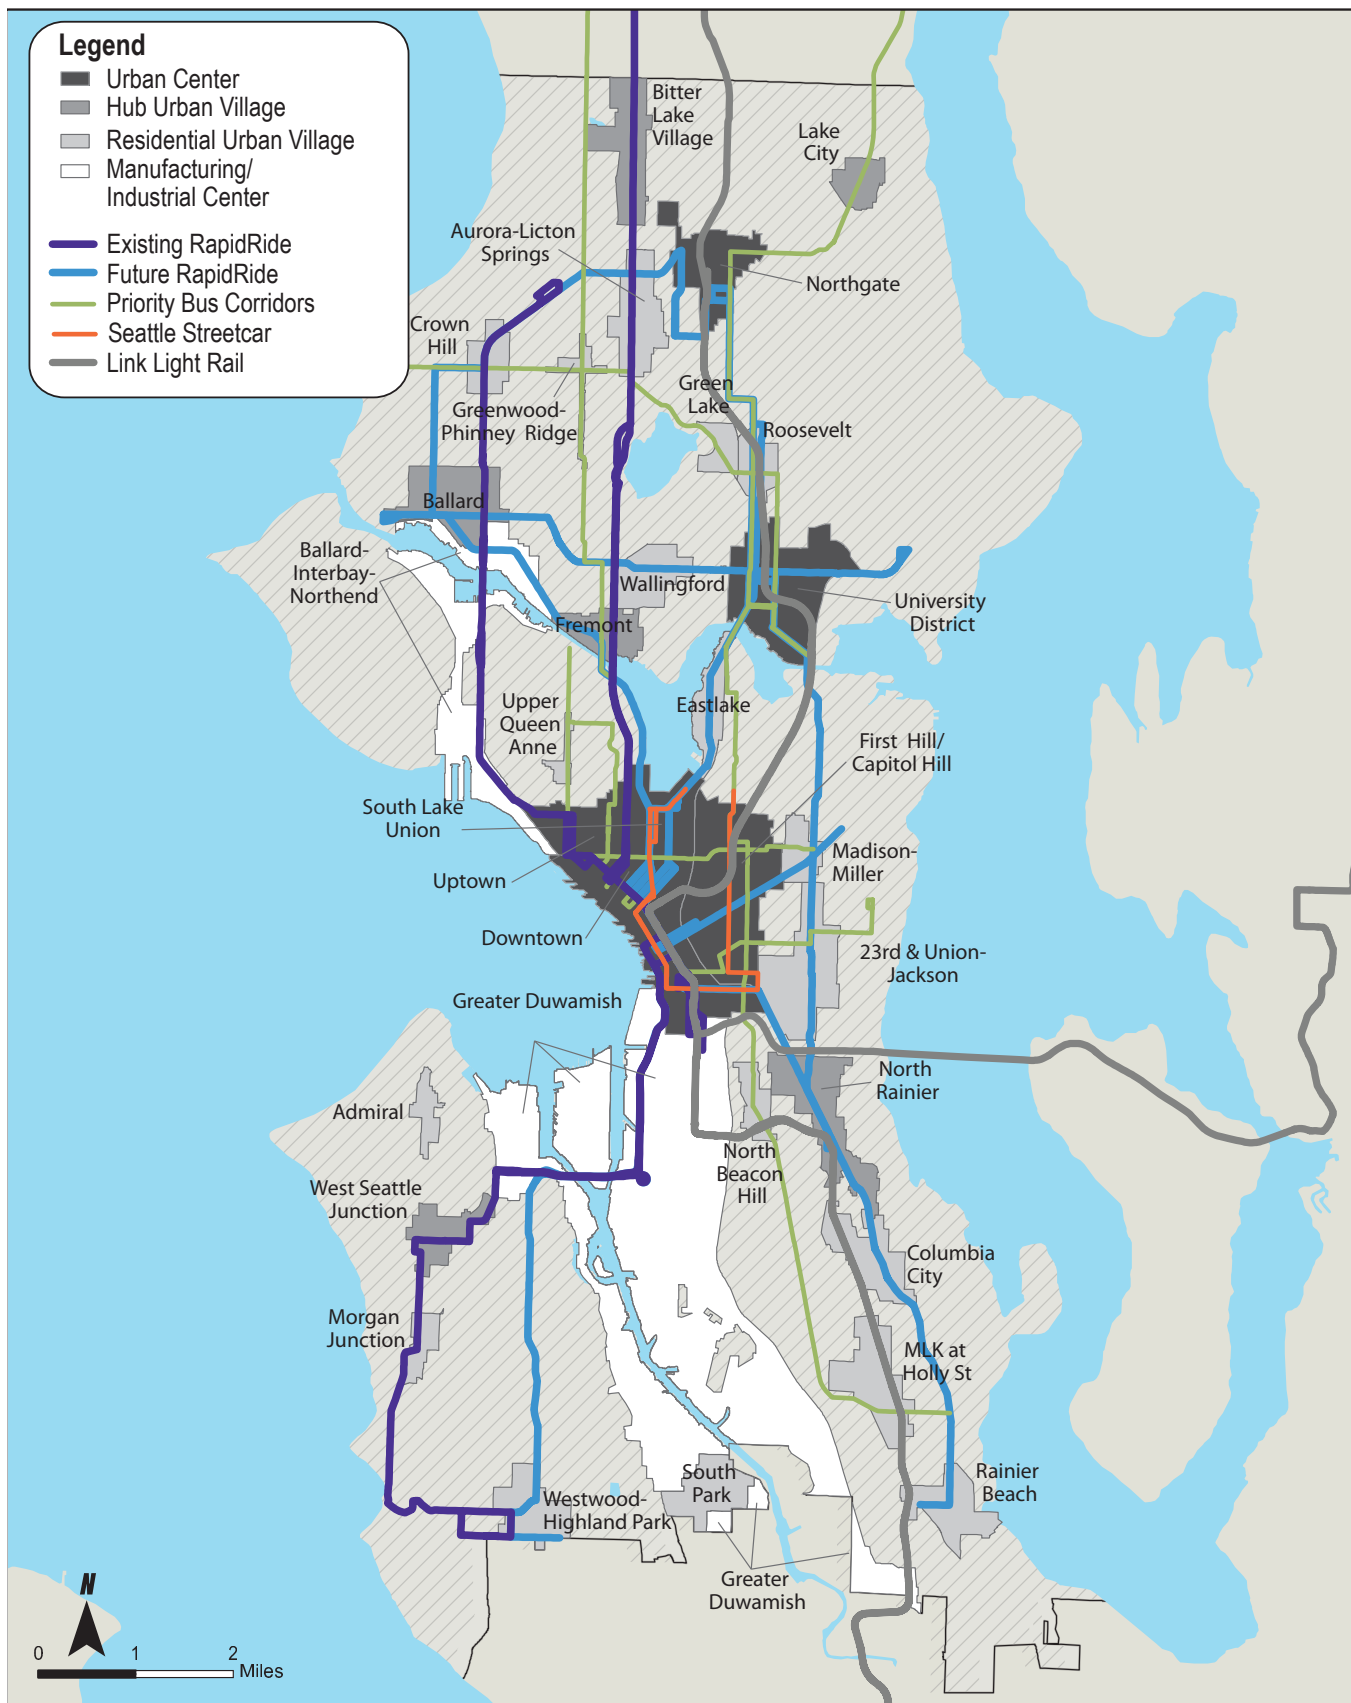 Legend
Urban Center
Hub Urban Village
Residential Urban Village
Manufacturing/
Industrial Center
Existing RapidRide
Future RapidRide
Priority Bus Corridors
Seattle Streetcar
Link Light Rail
Bitter
Lake
Village
Lake
City
Aurora-Licton
Springs
Northgate
Crown
Hill
Green
Lake
Greenwood-
Phinney Ridge
Roosevelt
Ballard
Ballard-
Interbay-
Northend
Wallingford
University
District
Fremont
Upper
Queen
Anne
Eastlake
First Hill/
Capitol Hill
South Lake
Union
Madison-
Miller
Uptown
Downtown
23rd & Union-
Jackson
Greater Duwamish
North
Rainier
Admiral
North
Beacon
Hill
West Seattle
Junction
Columbia
City
Morgan
Junction
MLK at
Holly St
South
Park
Rainier
Beach
Westwood-
Highland Park
Greater
Duwamish
N
0 1 2
Miles